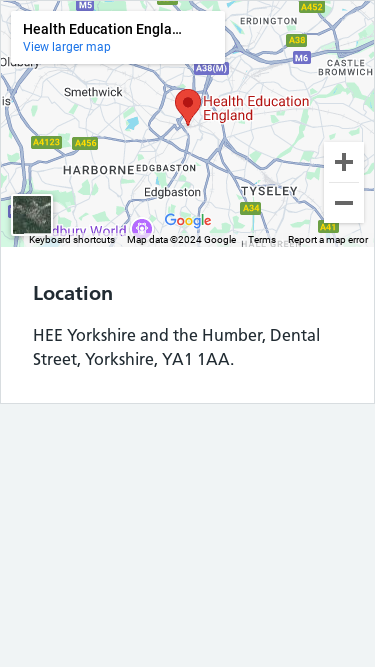 M5
A452
ERDINGTON
Health Education Engla...
View larger map
A38
M6
Oldbury
A38(M)
CASTLE
BROMWICH
Smethwick
Health Education
England
A4123
A456
HARBORNE
EDGBASTON
Edgbaston
TYSELEY
A34
Google
A41
Keyboard shortcuts
Map data ©2024 Google
Terms
Report a map error
Location
HEE Yorkshire and the Humber, Dental
Street, Yorkshire, YA1 1AA.